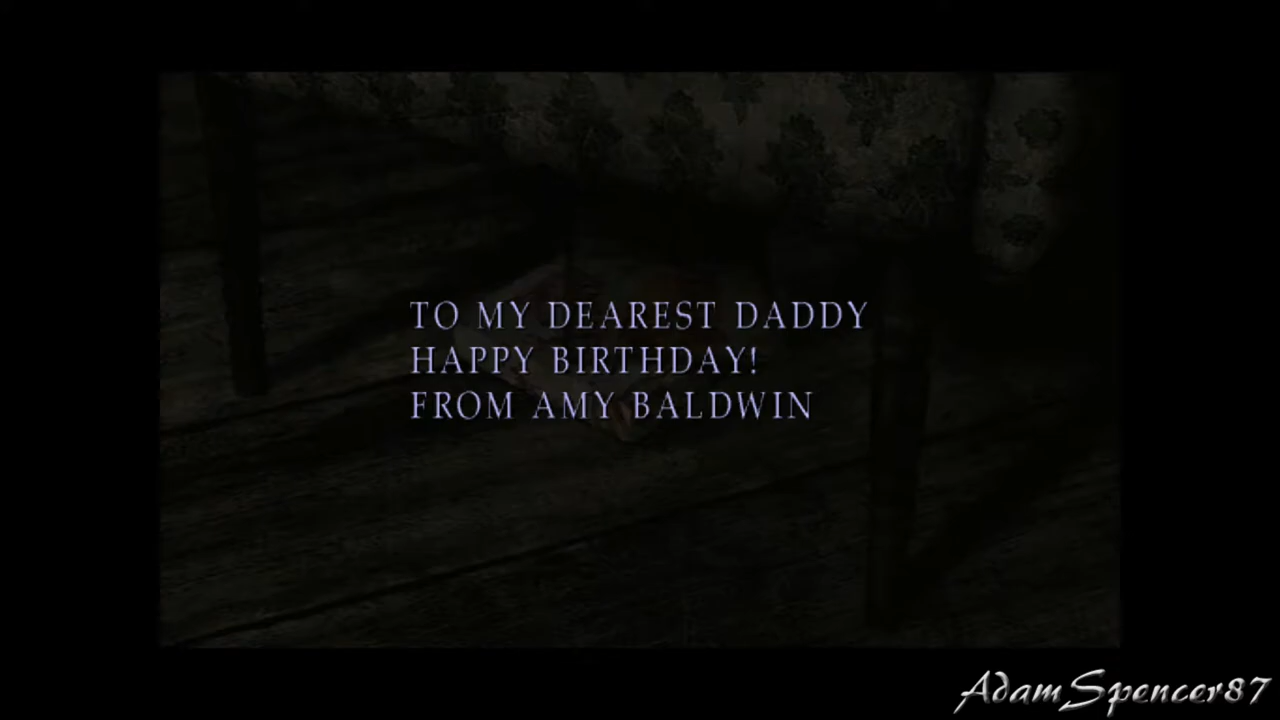 TO MY DEAREST DADDY
HAPPY BIRTHDAY!
FROM AMY BALDWIN
AdamSpencer87